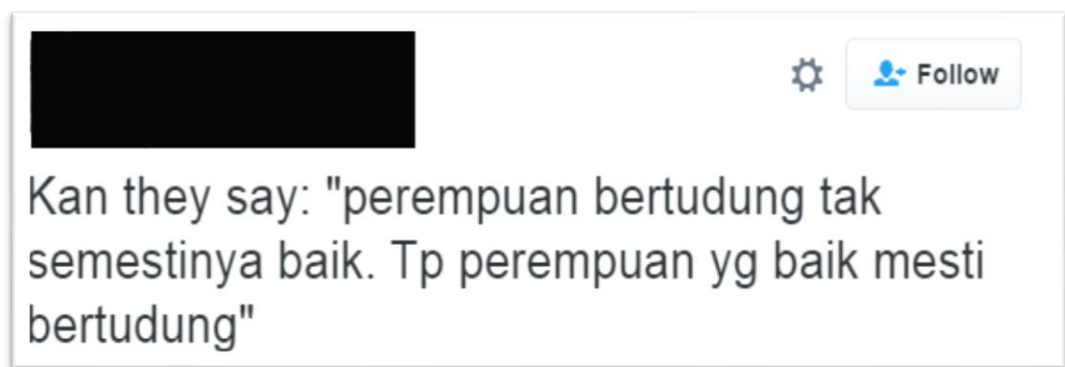 Follow
Kan they say: "perempuan bertudung tak
semestinya baik. Tp perempuan yg baik mesti
bertudung"